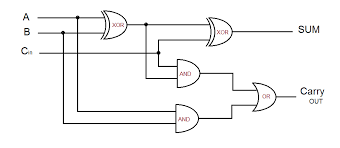 A
XOR
XOR
SUM
B
Cin
AND
OR
Carry
OUT
AND